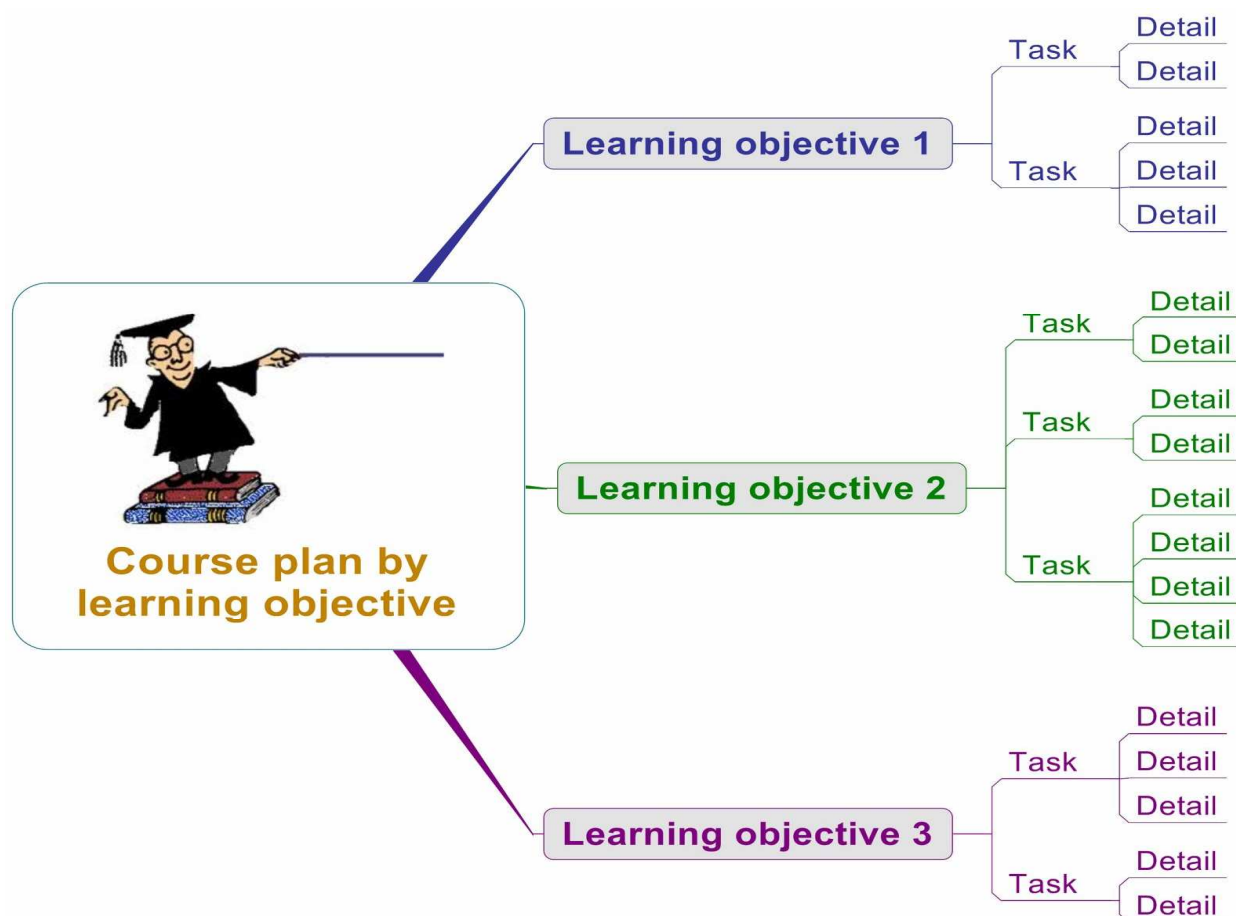 Course plan by
learning objective
Learning objective 1
Task
Detail
Detail
Task
Detail
Detail
Detail
Learning objective 2
Task
Detail
Detail
Task
Detail
Detail
Task
Detail
Detail
Detail
Detail
Learning objective 3
Task
Detail
Detail
Detail
Task
Detail
Detail